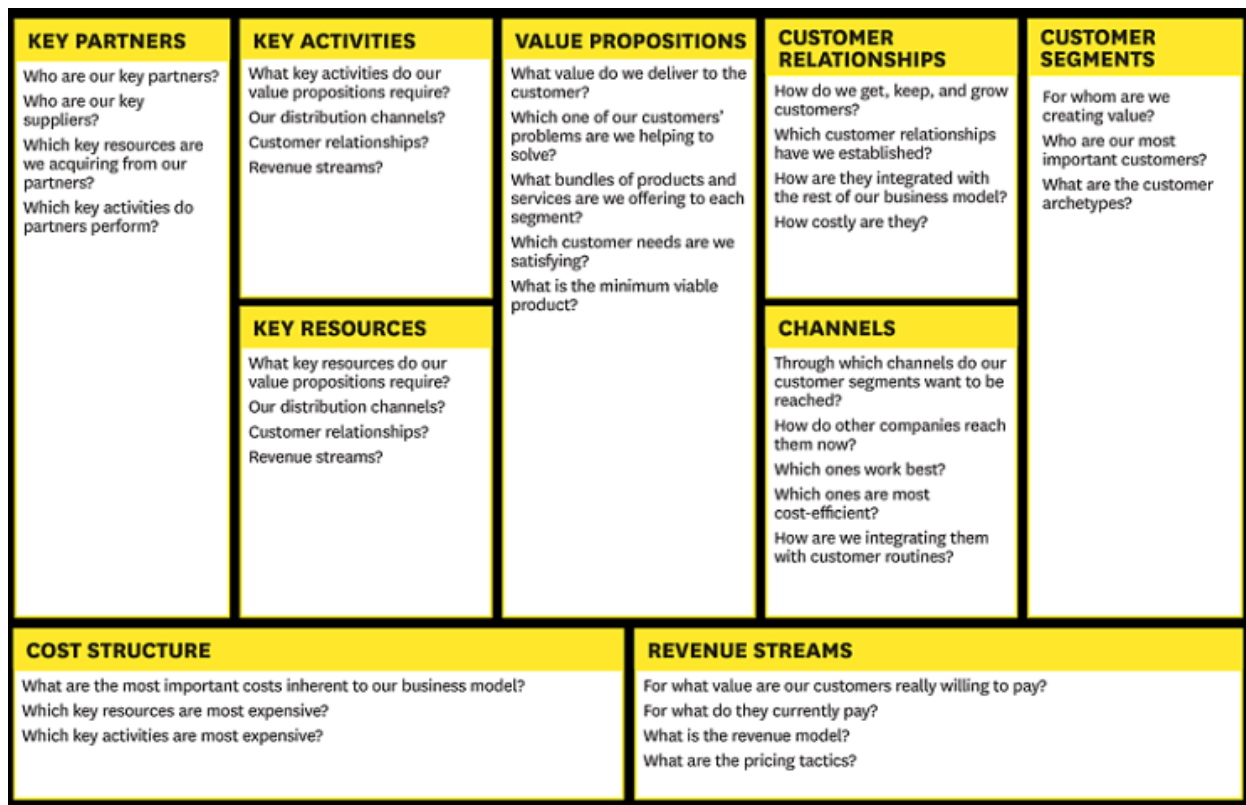 KEY PARTNERS
Who are our key partners?
Who are our key
suppliers?
Which key resources are
we acquiring from our
partners?
Which key activities do
partners perform?
KEY ACTIVITIES
What key activities do our
value propositions require?
Our distribution channels?
Customer relationships?
Revenue streams?
KEY RESOURCES
What key resources do our
value propositions require?
Our distribution channels?
Customer relationships?
Revenue streams?
VALUE PROPOSITIONS
What value do we deliver to the
customer?
Which one of our customers’
problems are we helping to
solve?
What bundles of products and
services are we offering to each
segment?
Which customer needs are we
satisfying?
What is the minimum viable
product?
CUSTOMER
RELATIONSHIPS
How do we get, keep, and grow
customers?
Which customer relationships
have we established?
How are they integrated with
the rest of our business model?
How costly are they?
CHANNELS
Through which channels do our
customer segments want to be
reached?
How do other companies reach
them now?
Which ones work best?
Which ones are most
cost-efficient?
How are we integrating them
with customer routines?
CUSTOMER
SEGMENTS
For whom are we
creating value?
Who are our most
important customers?
What are the customer
archetypes?
COST STRUCTURE
What are the most important costs inherent to our business model?
Which key resources are most expensive?
Which key activities are most expensive?
REVENUE STREAMS
For what value are our customers really willing to pay?
For what do they currently pay?
What is the revenue model?
What are the pricing tactics?